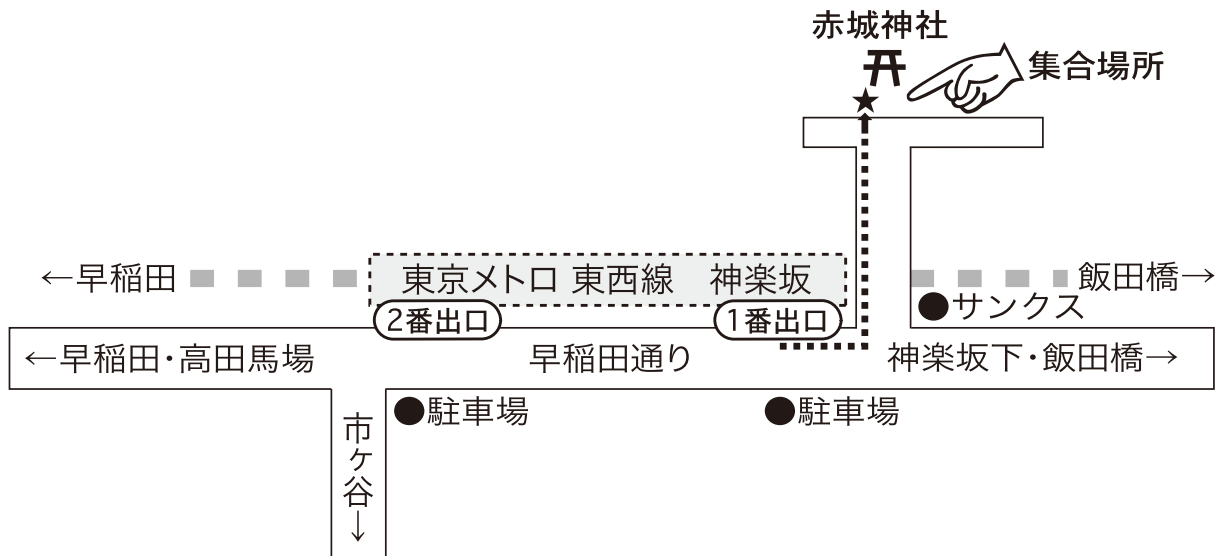 赤城神社
集合場所
←早稲田
東京メトロ 東西線 神楽坂
飯田橋→
サンクス
2番出口
1番出口
←早稲田・高田馬場
早稲田通り
神楽坂下・飯田橋→
駐車場
駐車場
市ヶ谷→